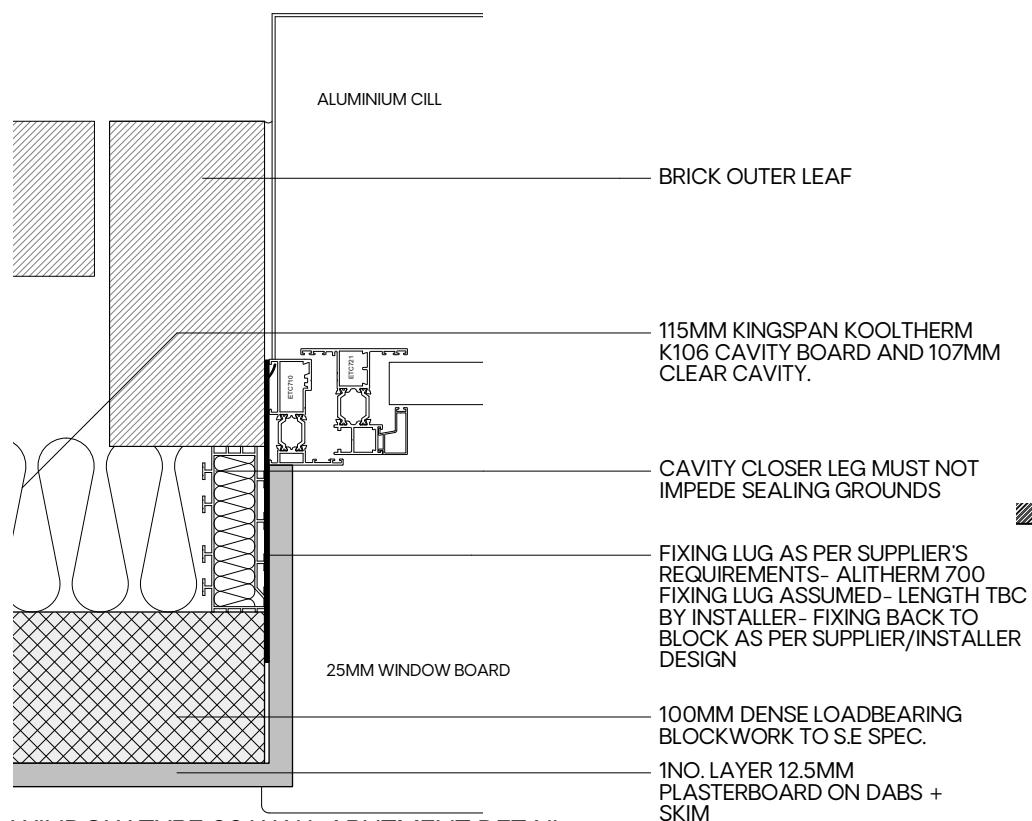 ALUMINIUM CILL
BRICK OUTER LEAF
115MM KINGSPAN KOOLTHERM
K106 CAVITY BOARD AND 107MM
CLEAR CAVITY.
ETC710
ETC721
CAVITY CLOSER LEG MUST NOT
IMPEDE SEALING GROUNDS
FIXING LUG AS PER SUPPLIER'S
REQUIREMENTS- ALITHERM 700
FIXING LUG ASSUMED- LENGTH TBC
BY INSTALLER- FIXING BACK TO
BLOCK AS PER SUPPLIER/INSTALLER
DESIGN
25MM WINDOW BOARD
100MM DENSE LOADBEARING
BLOCKWORK TO S.E SPEC.
1NO. LAYER 12.5MM
PLASTERBOARD ON DABS +
SKIM